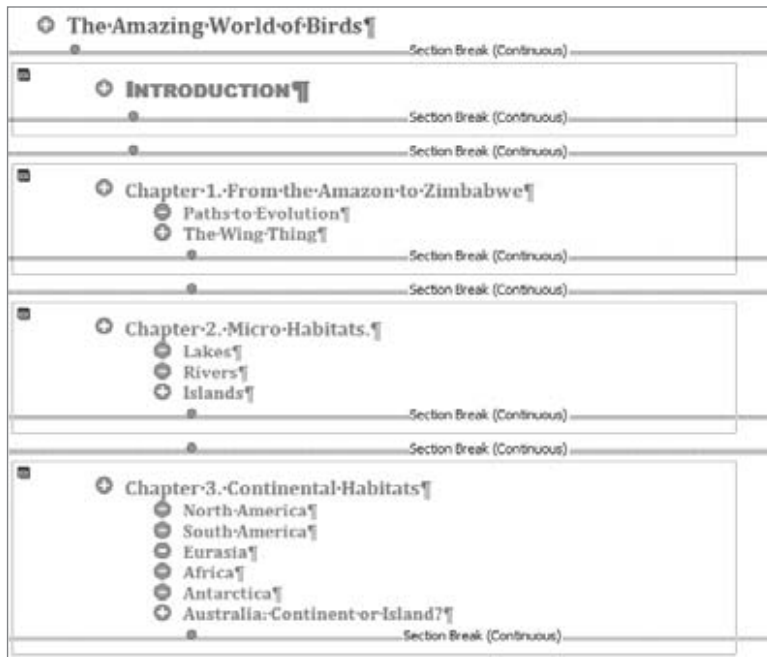 The·Amazing·World·of·Birds¶
Section Break (Continuous)
INTRODUCTION¶
Section Break (Continuous)
Section Break (Continuous)
Chapter·1.·From·the·Amazon·to·Zimbabwe¶
Paths·to·Evolution¶
The·Wing·Thing¶
Section Break (Continuous)
Section Break (Continuous)
Chapter·2.·Micro·Habitats.¶
Lakes¶
Rivers¶
Islands¶
Section Break (Continuous)
Section Break (Continuous)
Chapter·3.·Continental·Habitats¶
North·America¶
South·America¶
Eurasia¶
Africa¶
Antarctica¶
Australia:·Continent·or·Island?¶
Section Break (Continuous)